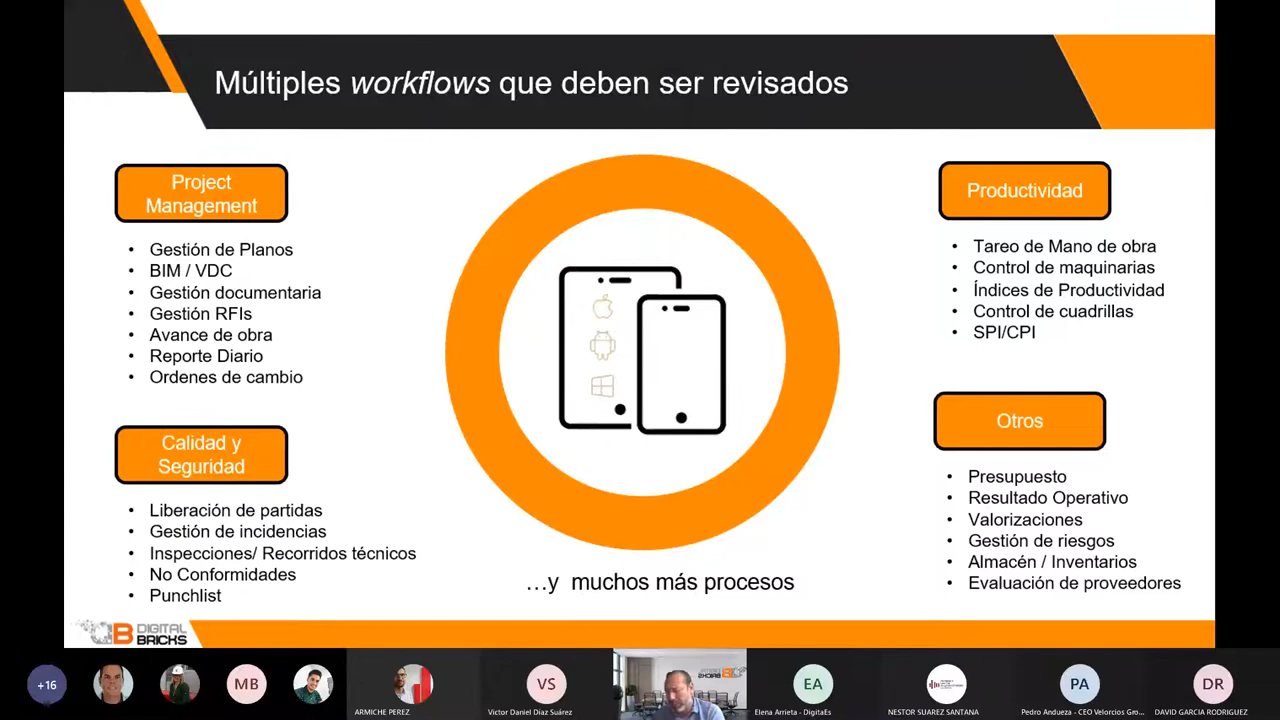 Múltiples workflows que deben ser revisados
Project
Management
• Gestión de Planos
• BIM / VDC
• Gestión documentaria
• Gestión RFIs
• Avance de obra
• Reporte Diario
• Ordenes de cambio
Calidad y
Seguridad
• Liberación de partidas
• Gestión de incidencias
• Inspecciones/ Recorridos técnicos
• No Conformidades
• Punchlist
…y muchos más procesos
Productividad
• Tareo de Mano de obra
• Control de maquinarias
• Índices de Productividad
• Control de cuadrillas
• SPI/CPI
Otros
• Presupuesto
• Resultado Operativo
• Valorizaciones
• Gestión de riesgos
• Almacén / Inventarios
• Evaluación de proveedores
DIGITAL
BRICKS
+16
MB
ARMICHE PEREZ
VS
Victor Daniel Díaz Suárez
EA
Elena Arrieta - DigitalEs
NESTOR SUAREZ SANTANA
PA
Pedro Andueza - CEO Velorcios Gro...
DR
DAVID GARCIA RODRIGUEZ